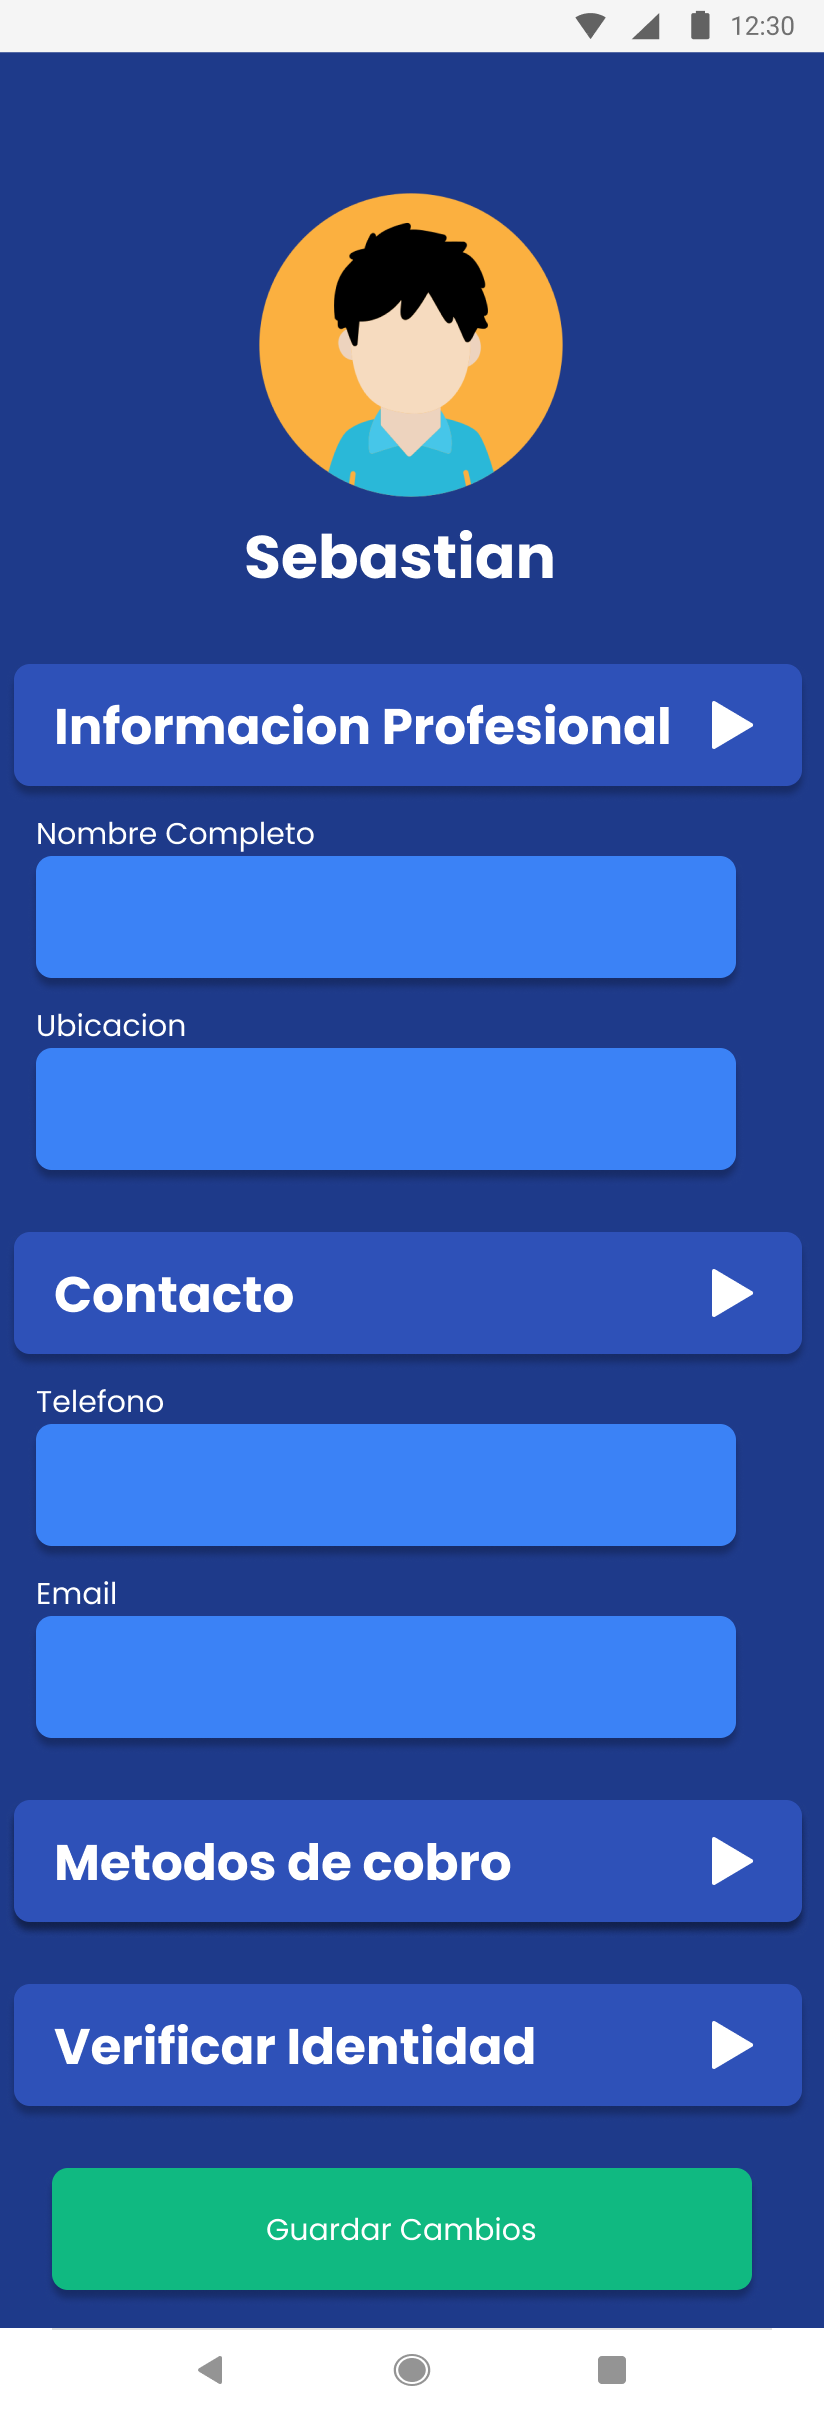 12:30
Sebastian
Informacion Profesional
Nombre Completo
Ubicacion
Contacto
Telefono
Email
Metodos de cobro
Verificar Identidad
Guardar Cambios